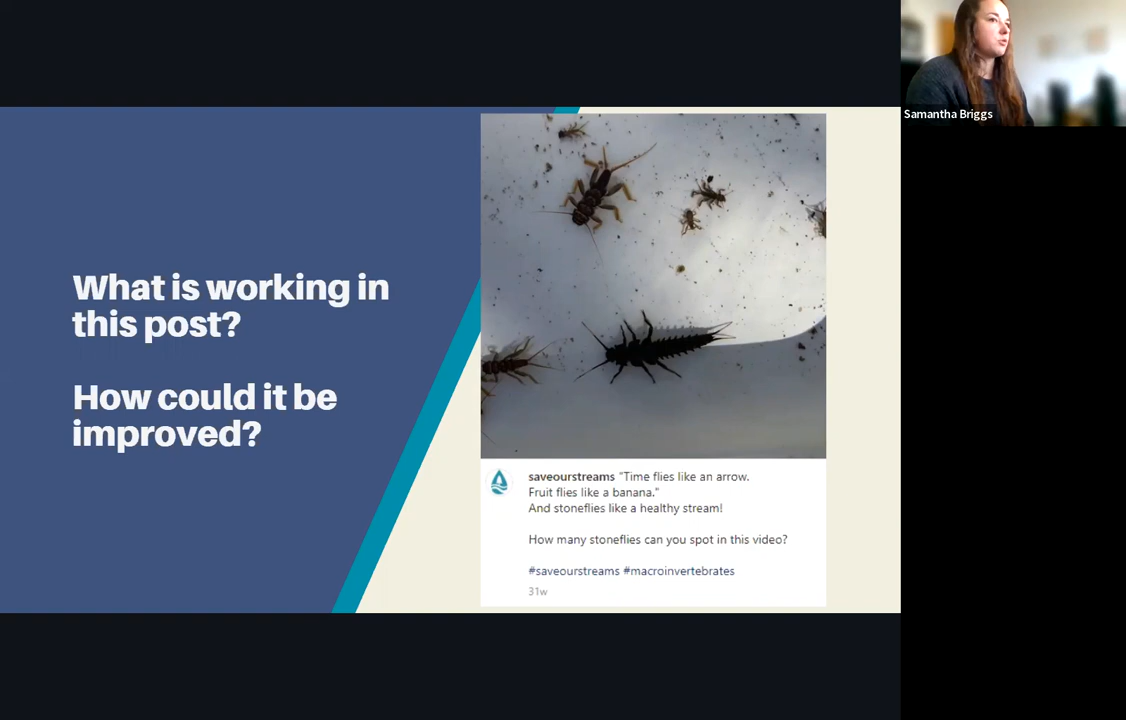 Samantha Briggs
What is working in
this post?
How could it be
improved?
saveourstreams "Time flies like an arrow.
Fruit flies like a banana."
And stoneflies like a healthy stream!
How many stoneflies can you spot in this video?
#saveourstreams #macroinvertebrates
31w